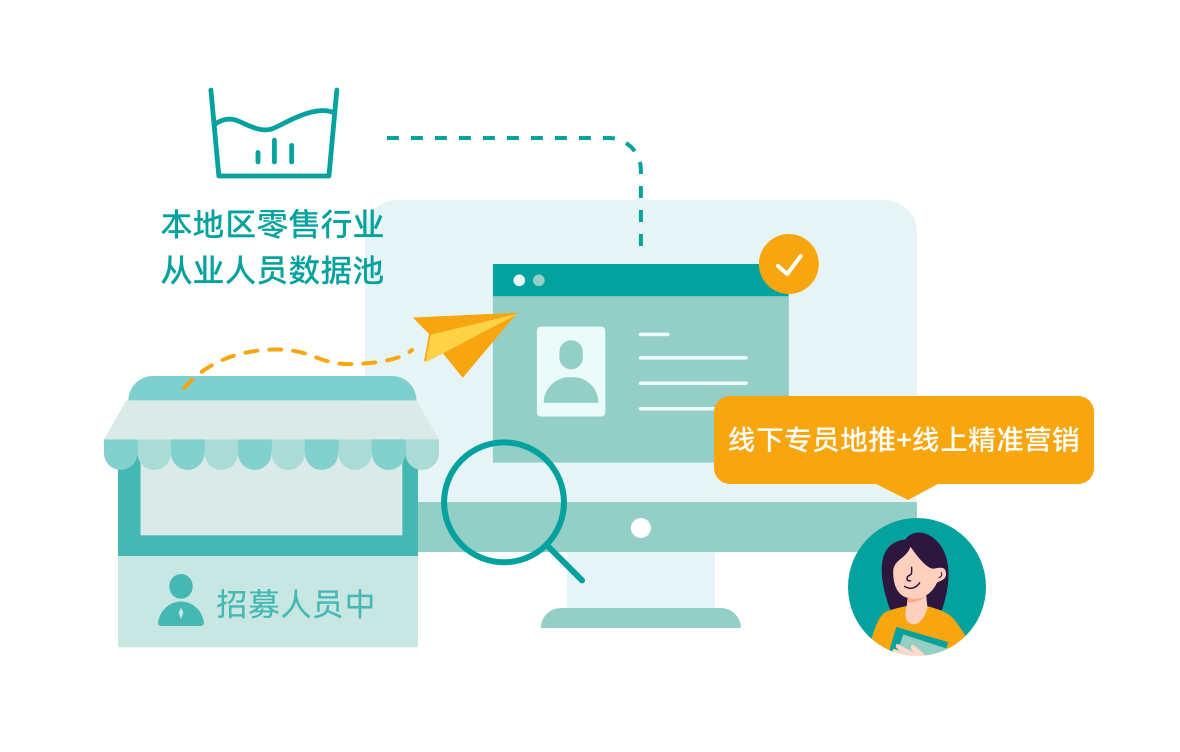 本地区零售行业
从业人员数据池
线下专员地推+线上精准营销
招募人员中